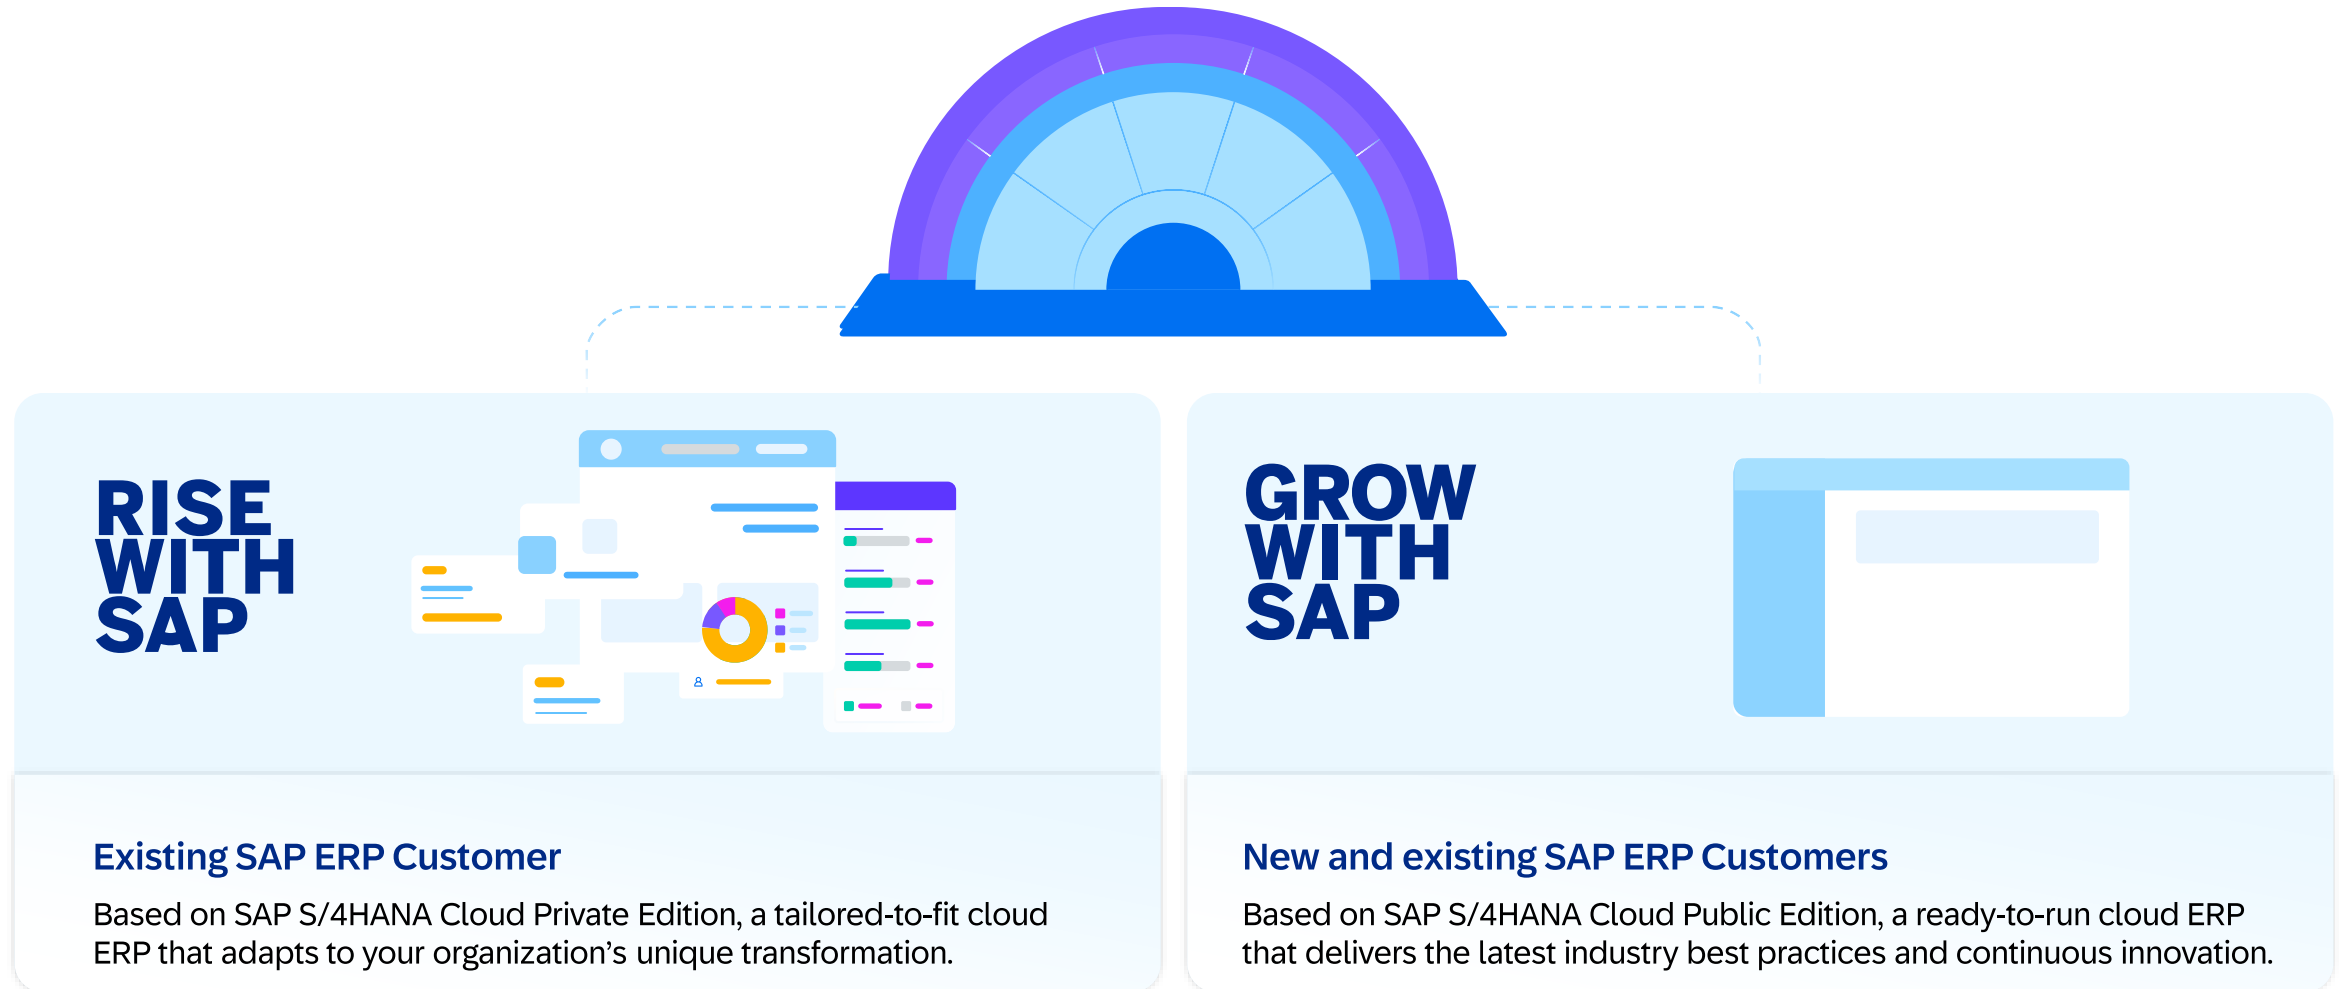 RISE
WITH
SAP
Existing SAP ERP Customer
Based on SAP S/4HANA Cloud Private Edition, a tailored-to-fit cloud
ERP that adapts to your organization’s unique transformation.
GROW
WITH
SAP
New and existing SAP ERP Customers
Based on SAP S/4HANA Cloud Public Edition, a ready-to-run cloud ERP
that delivers the latest industry best practices and continuous innovation.